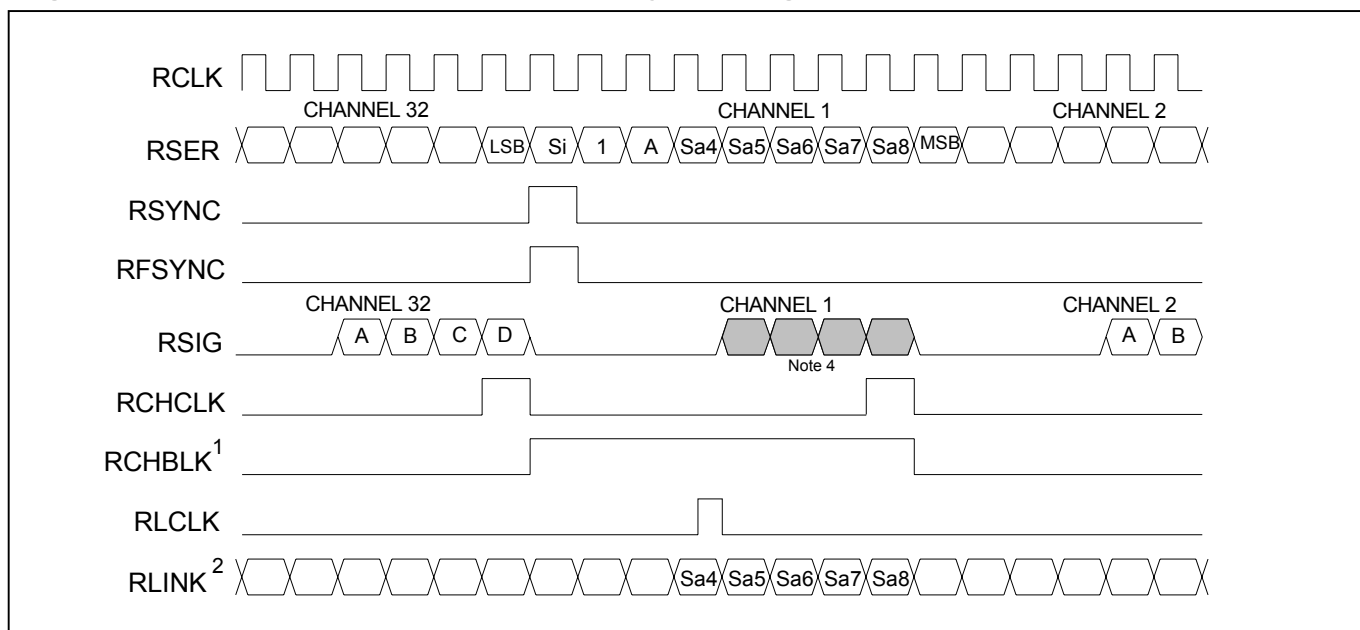 RCLK
CHANNEL 32 CHANNEL 1 CHANNEL 2
RSER LSB Si 1 A Sa4 Sa5 Sa6 Sa7 Sa8 MSB
RSYNC
RFSYNC
CHANNEL 32 CHANNEL 1 CHANNEL 2
RSIG A B C D A B
Note 4
RCHCLK
RCHBLK1
RLCLK
RLINK2 Sa4 Sa5 Sa6 Sa7 Sa8